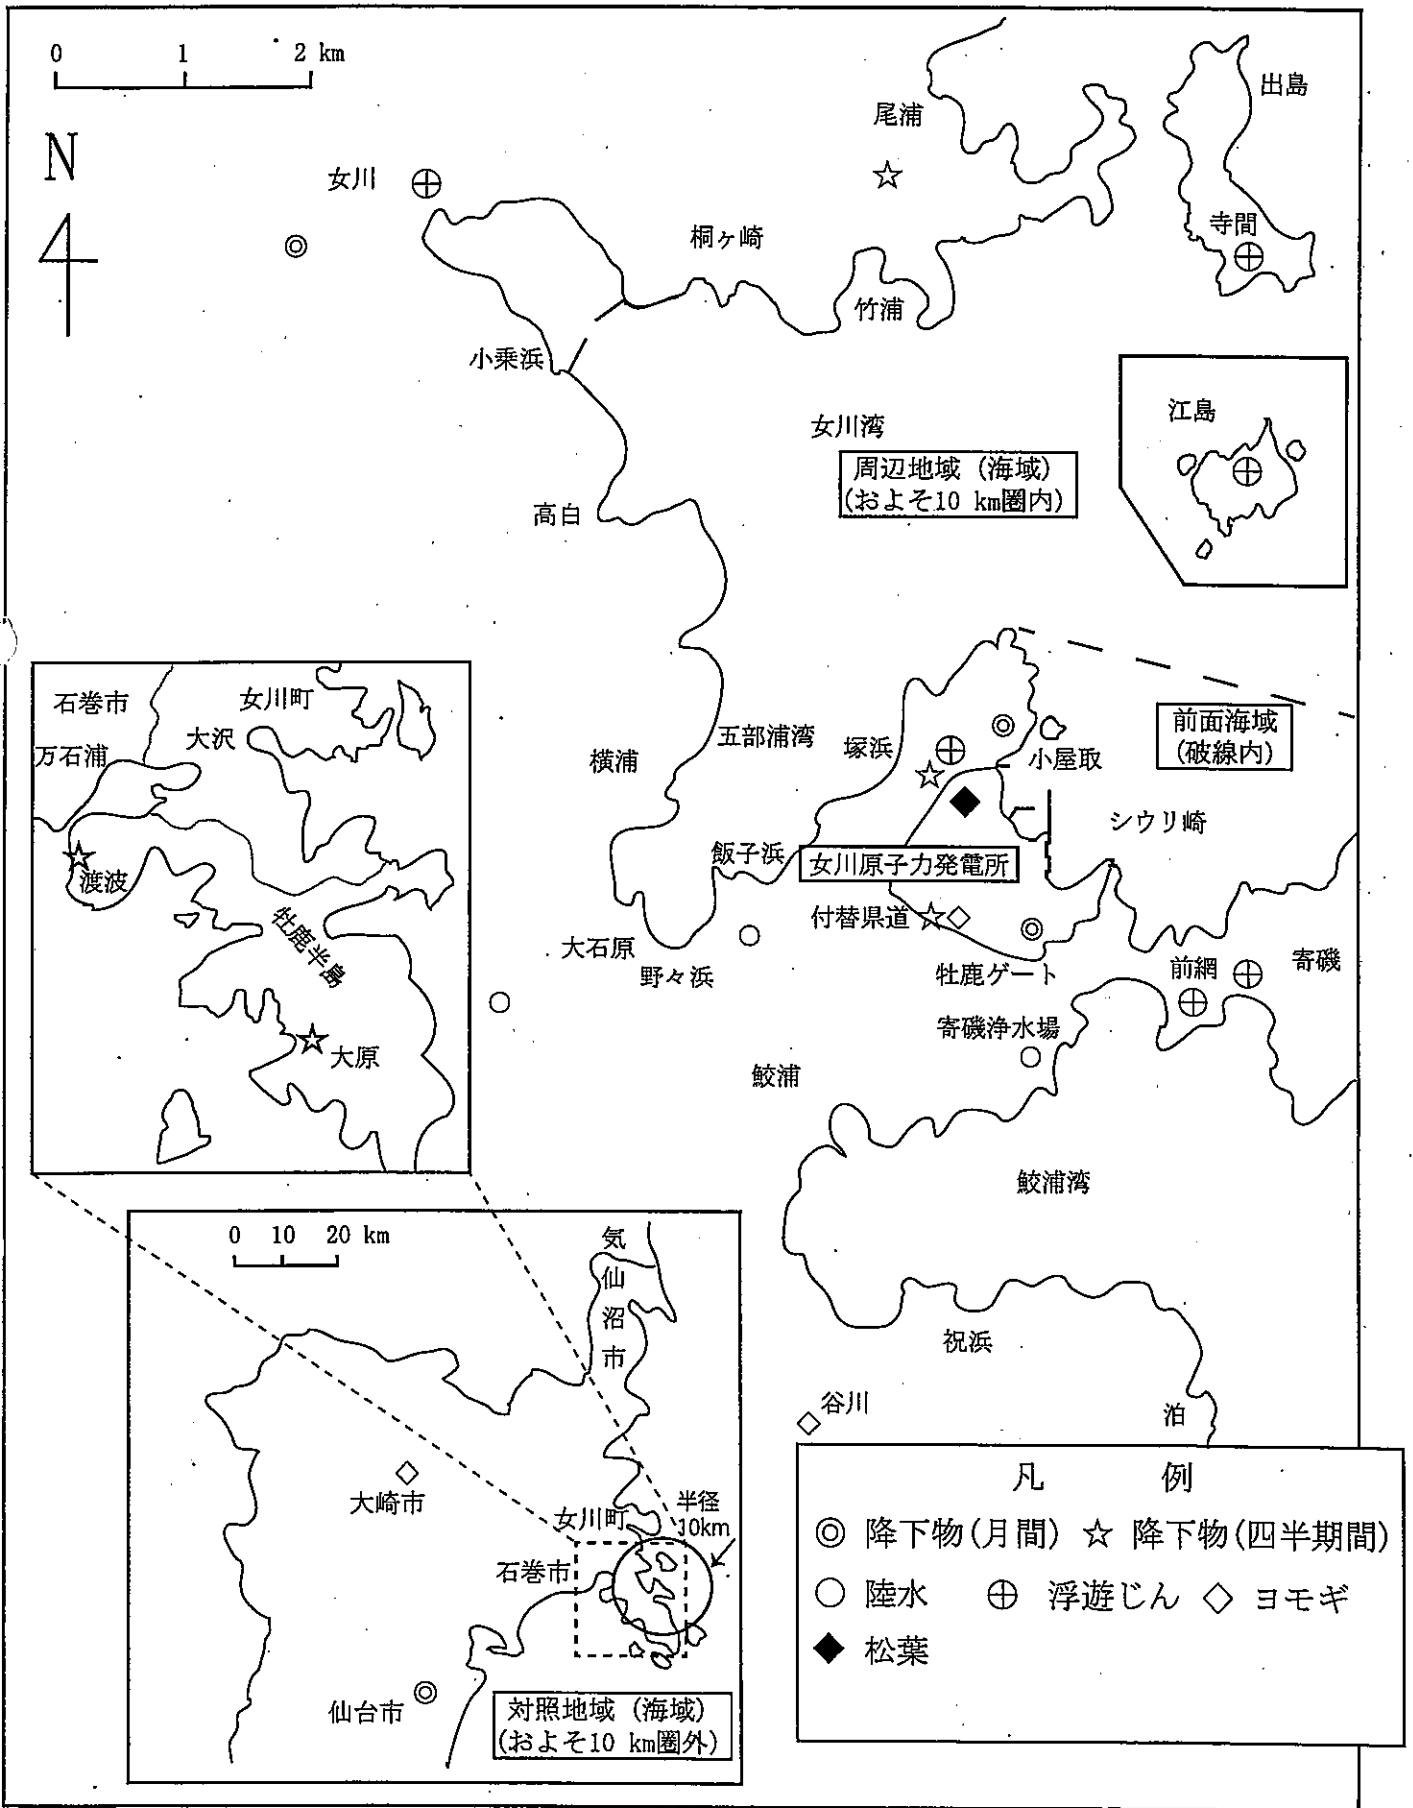 0 1 2 km
N
尾浦
出島
女川
桐ヶ崎
寺間
竹浦
小乗浜
江島
女川湾
周辺地域 (海域)
(およそ10 km圏内)
高白
石巻市
女川町
万石浦
大沢
渡波
牡鹿半島
大原
五部浦湾
横浦
塚浜
小屋取
前面海域
(破線内)
シウリ崎
飯子浜
女川原子力発電所
付替県道
大石原
野々浜
牡鹿ゲート
前網
寄磯
寄磯浄水場
鮫浦
鮫浦湾
祝浜
谷川
泊
0 10 20 km
気仙沼市
大崎市
女川町
半径
10km
石巻市
仙台市
対照地域 (海域)
(およそ10 km圏外)
凡 例
◎ 降下物(月間) ☆ 降下物(四半期間)
○ 陸水 ⊕ 浮遊じん ◇ ヨモギ
◆ 松葉